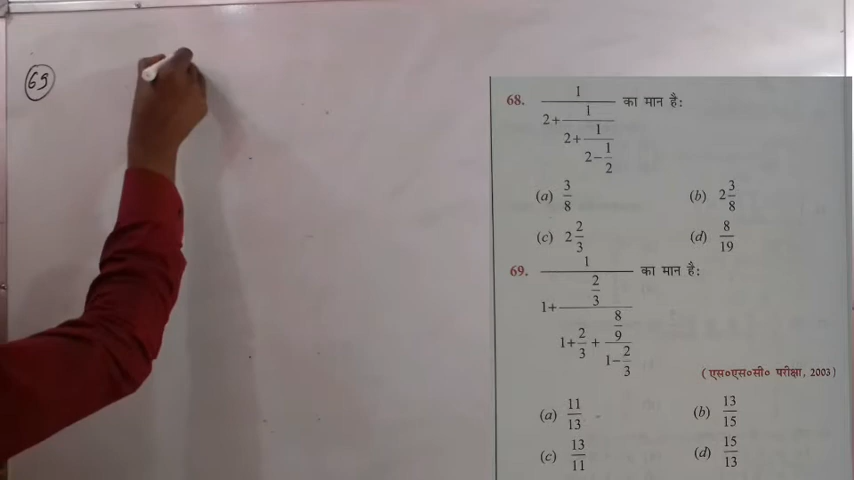 69
68. 1/(2+1/(2+1/(2−1/2))) का मान है:
(a) 3/8 (b) 2 3/8
(c) 2 2/3 (d) 8/19
69. 1/(1+(2/3)/(1+2/3+(8/9)/(1−2/3))) का मान है:
(एस०एस०सी० परीक्षा, 2003)
(a) 11/13 (b) 13/15
(c) 13/11 (d) 15/13